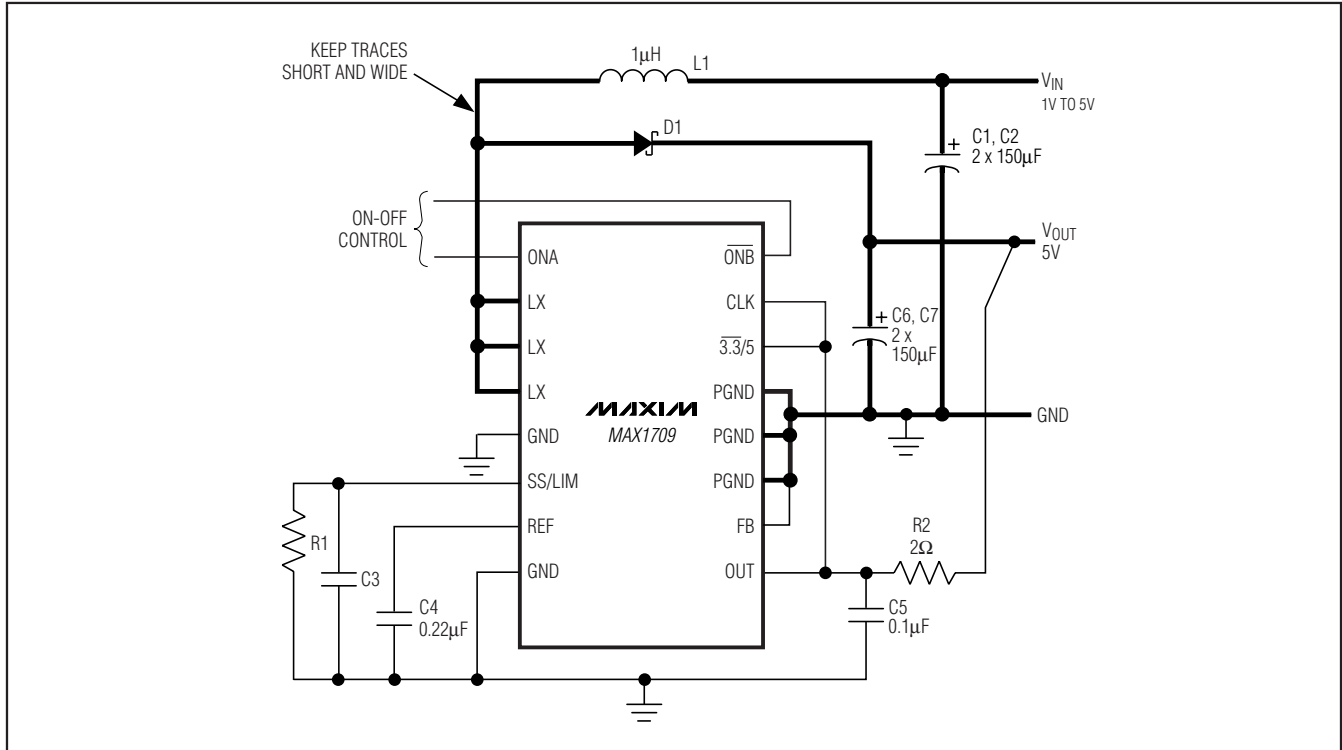 KEEP TRACES
SHORT AND WIDE
1µH
L1
VIN
1V TO 5V
D1
+
C1, C2
2 x 150µF
ON-OFF
CONTROL
VOUT
5V
ONA
ONB
LX
CLK
+
C6, C7
2 x
150µF
LX
3.3/5
LX
PGND
MAXIM
MAX1709
GND
GND
PGND
SS/LIM
PGND
REF
FB
R1
R2
2Ω
GND
OUT
C3
C4
0.22µF
C5
0.1µF